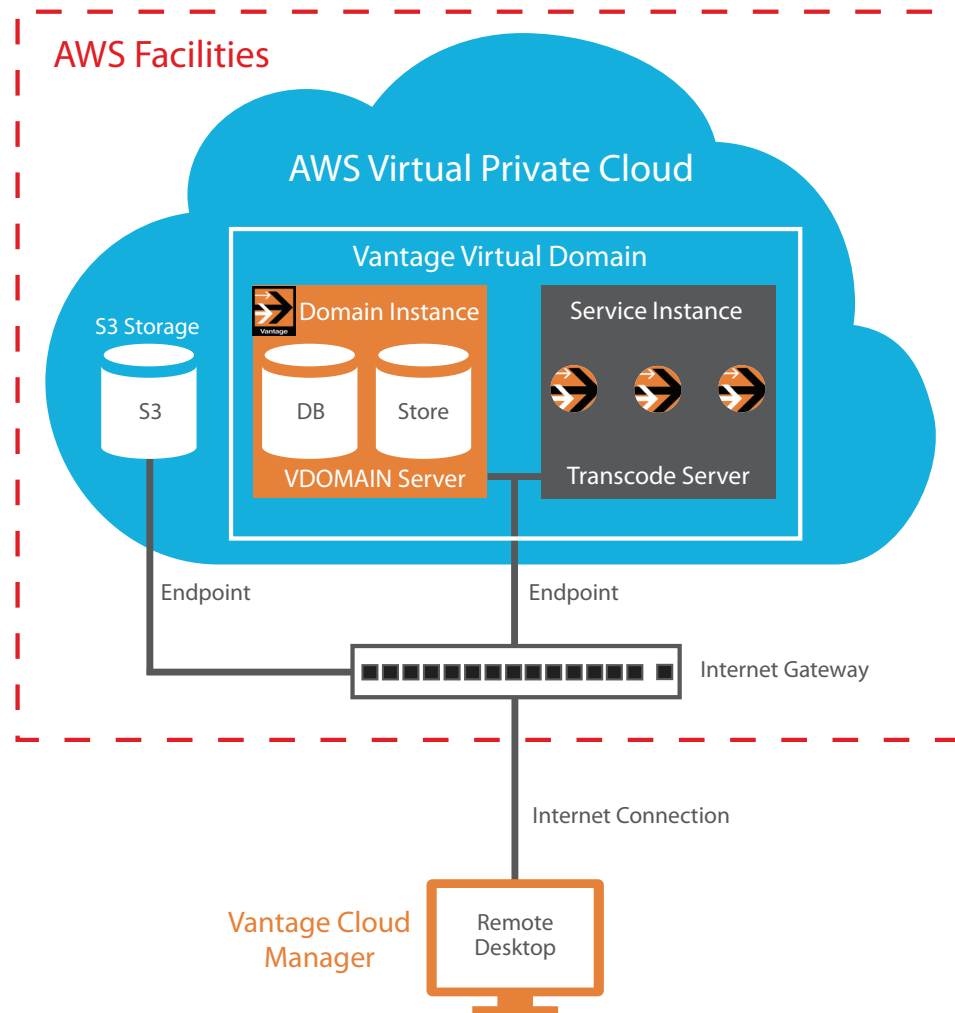 AWS Facilities
AWS Virtual Private Cloud
Vantage Virtual Domain
Vantage
Domain Instance
Service Instance
S3 Storage
S3
DB
Store
VDOMAIN Server
Transcode Server
Endpoint
Endpoint
Internet Gateway
Internet Connection
Vantage Cloud
Manager
Remote
Desktop